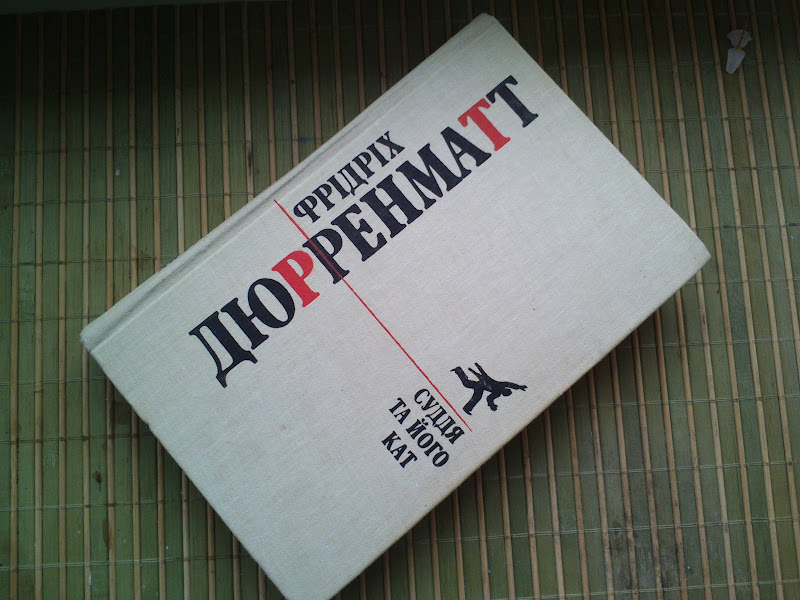 ФРІДРІХ
ДЮРРЕНМАТТ
СУДДЯ
ТА ЙОГО
КАТ